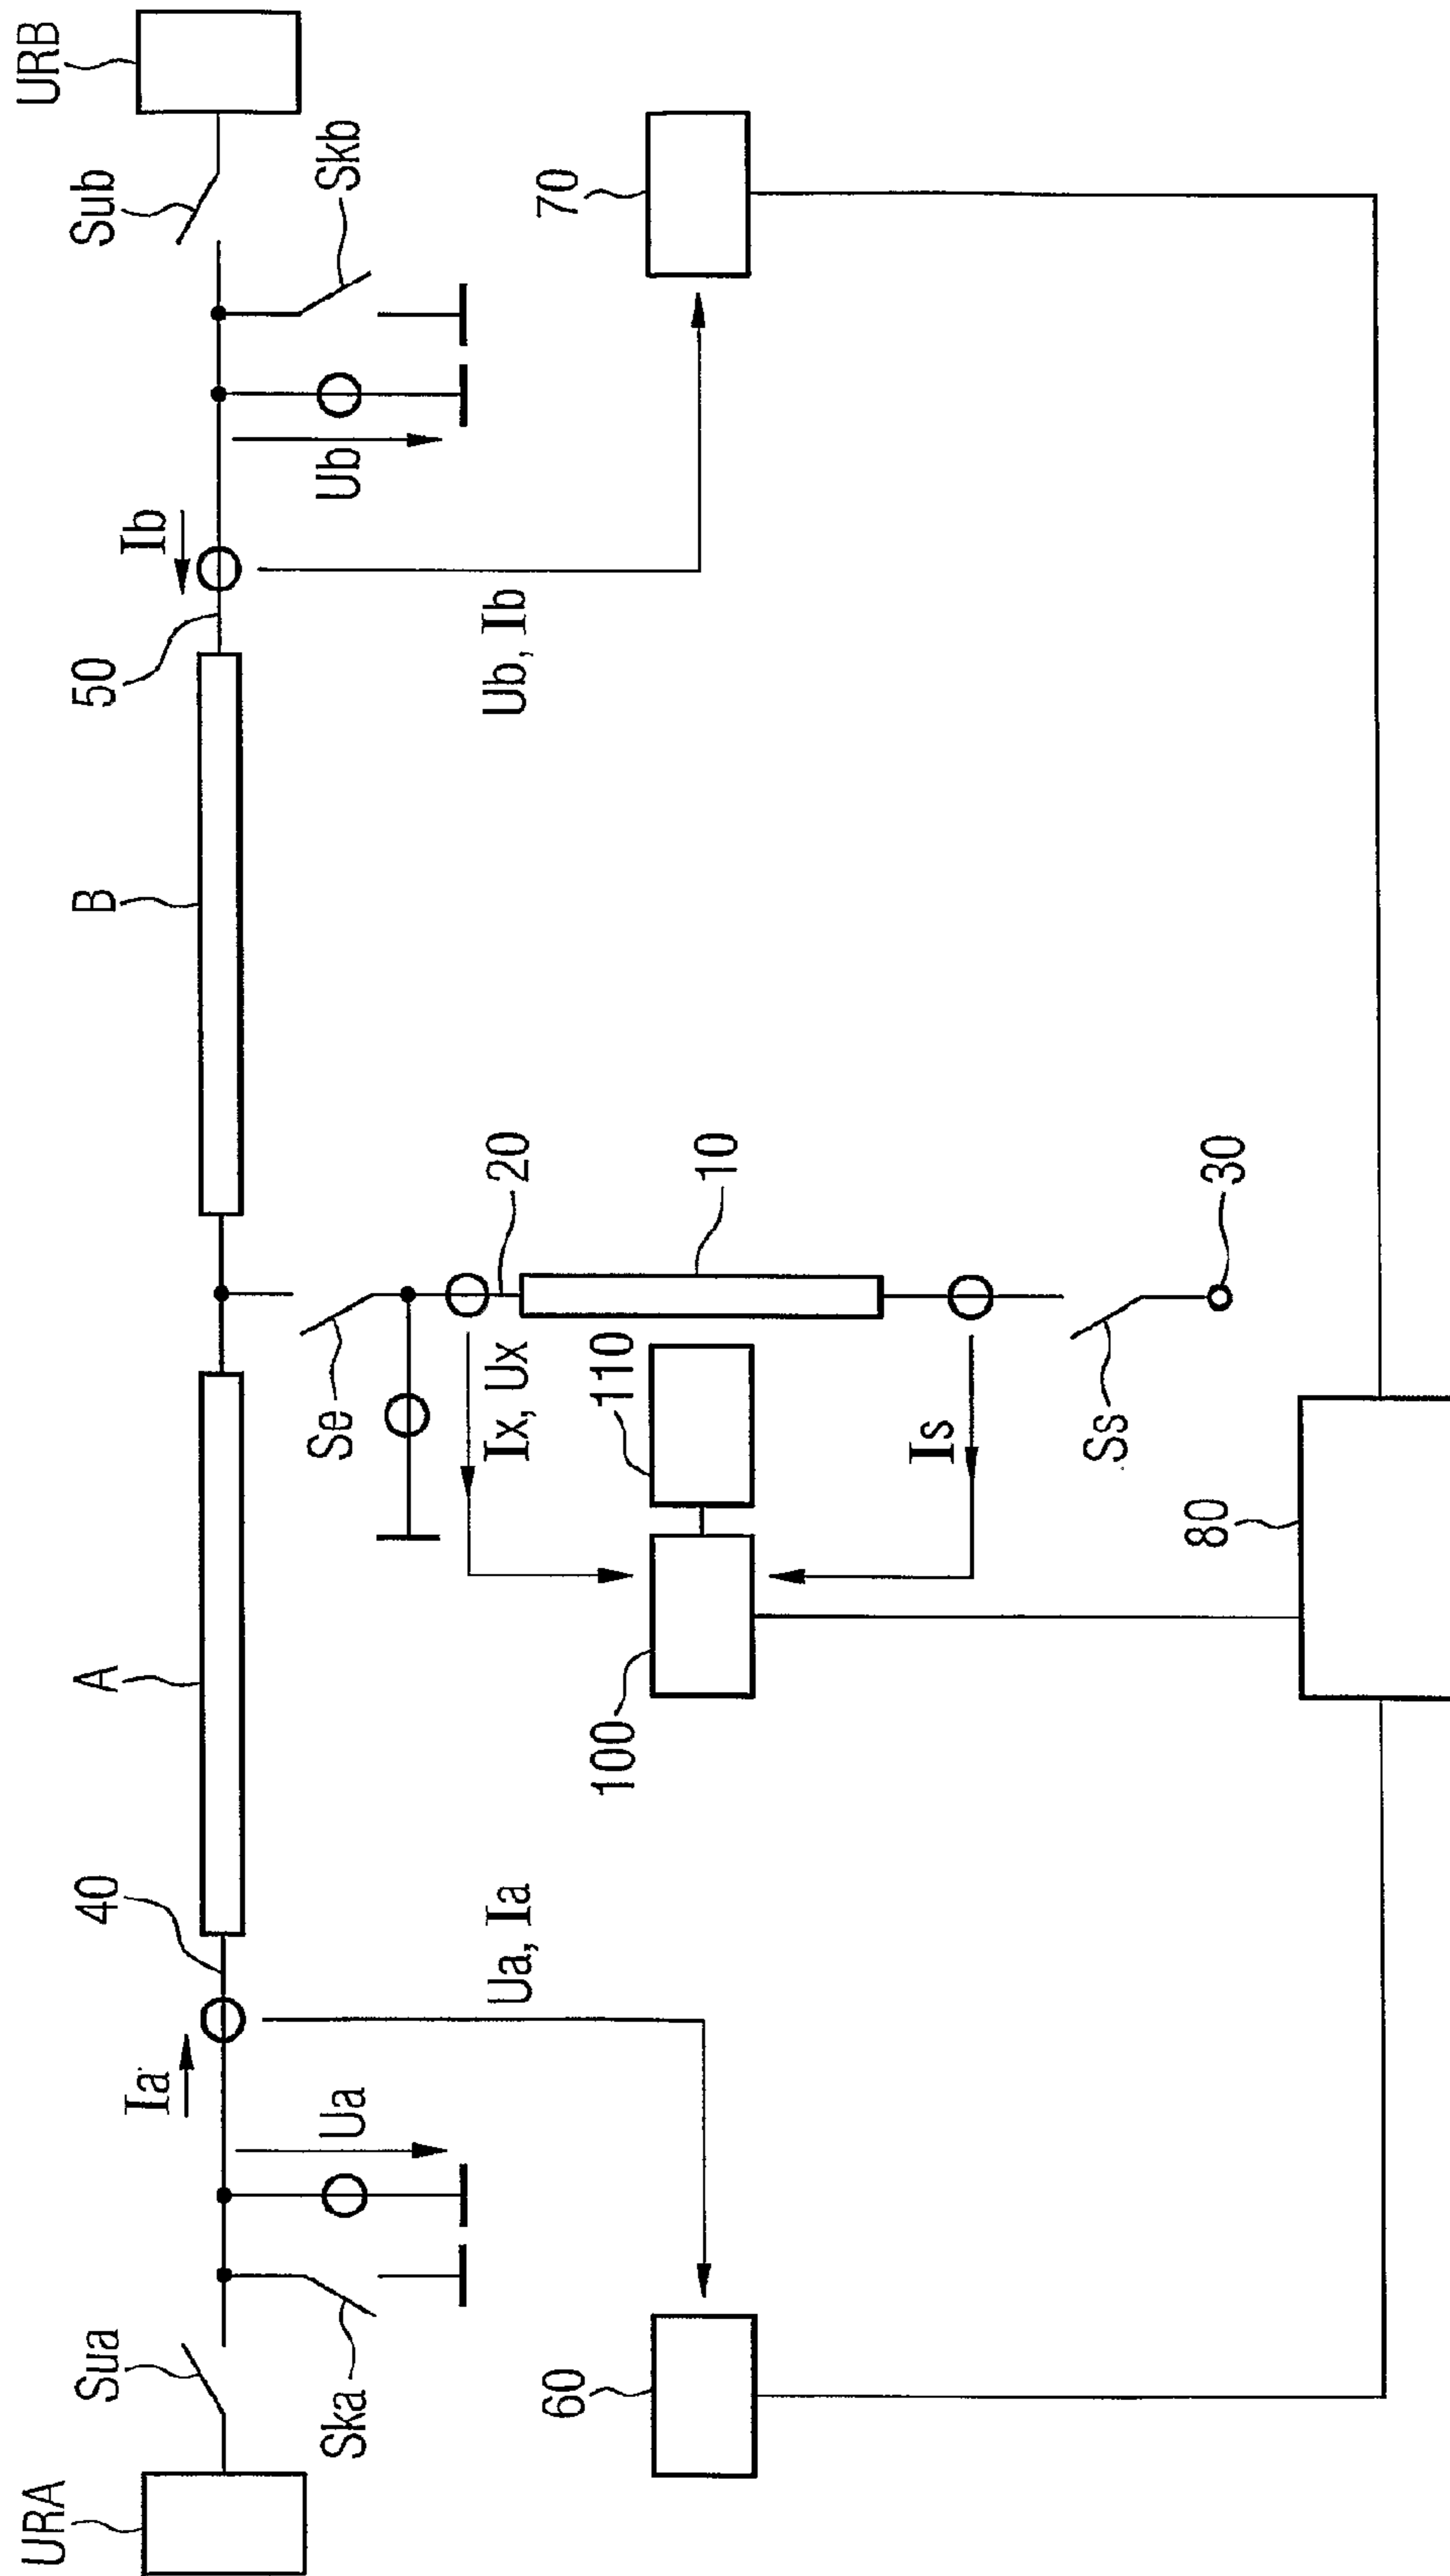 URA
Sua
Ska
Ua
Ia
40
A
B
50
Ib
Ub
Skb
Sub
URB
Ua, Ia
Ub, Ib
Se
20
Ix, Ux
10
110
100
60
70
Is
Ss
30
80